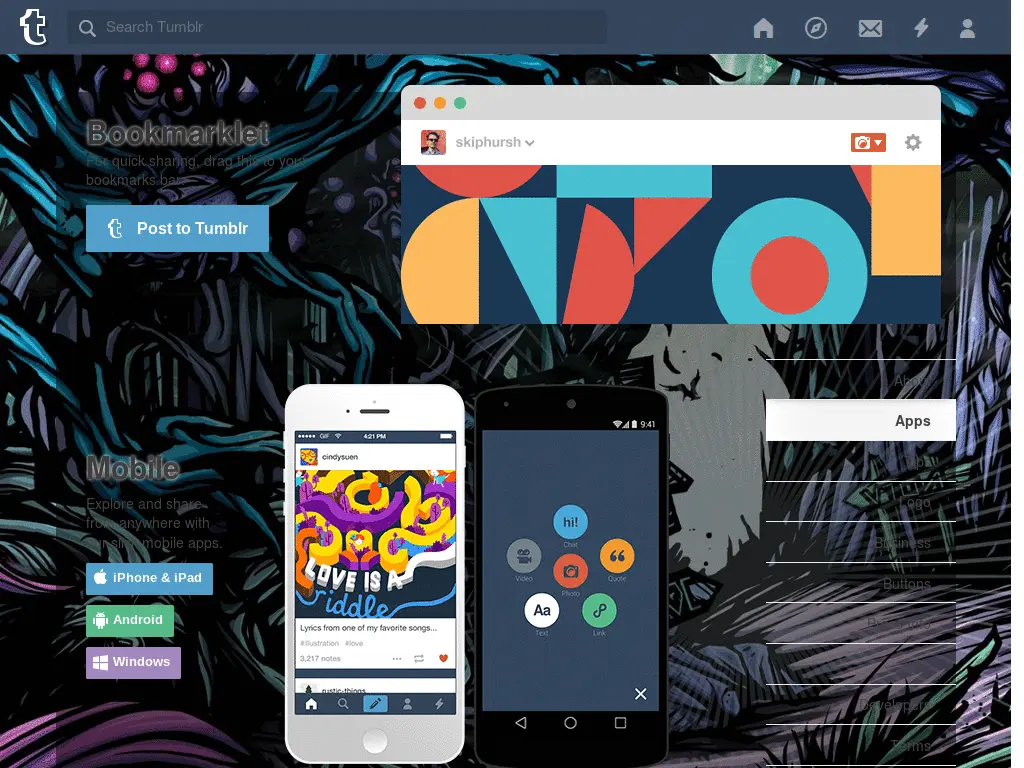 Search Tumblr
Bookmarklet
For quick sharing, drag this to your
bookmarks bar.
Post to Tumblr
skiphursh
About
Apps
Logo
Business
Buttons
Developers
Terms
Mobile
Explore and share
from anywhere with
our slick mobile apps.
iPhone & iPad
Android
Windows
GIF
4:21 PM
cindysuen
LOVE IS A
riddle
Lyrics from one of my favorite songs...
#illustration #love
3,217 notes
rustic-things
9:41
hi!
Chat
Video
Quote
Photo
Aa
Text
Link